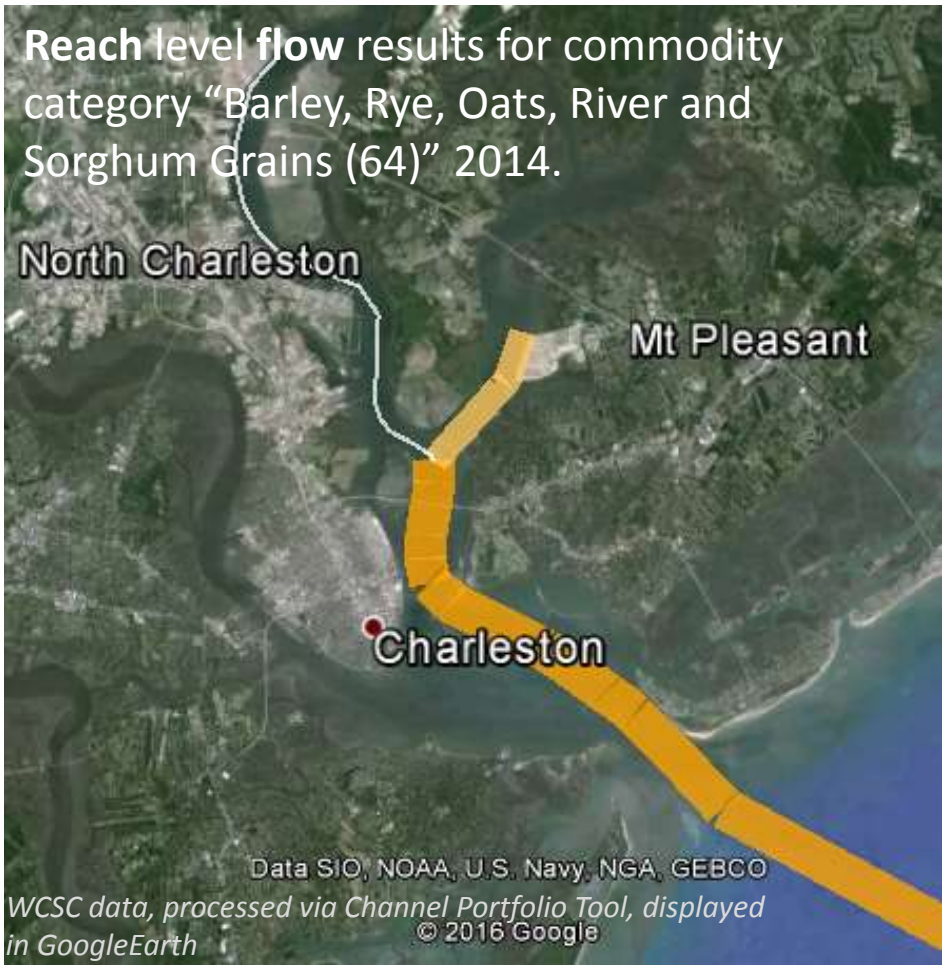 Reach level flow results for commodity
category “Barley, Rye, Oats, River and
Sorghum Grains (64)” 2014.
North Charleston
Mt Pleasant
Charleston
Data SIO, NOAA, U.S. Navy, NGA, GEBCO
WCSC data, processed via Channel Portfolio Tool, displayed
in GoogleEarth
© 2016 Google